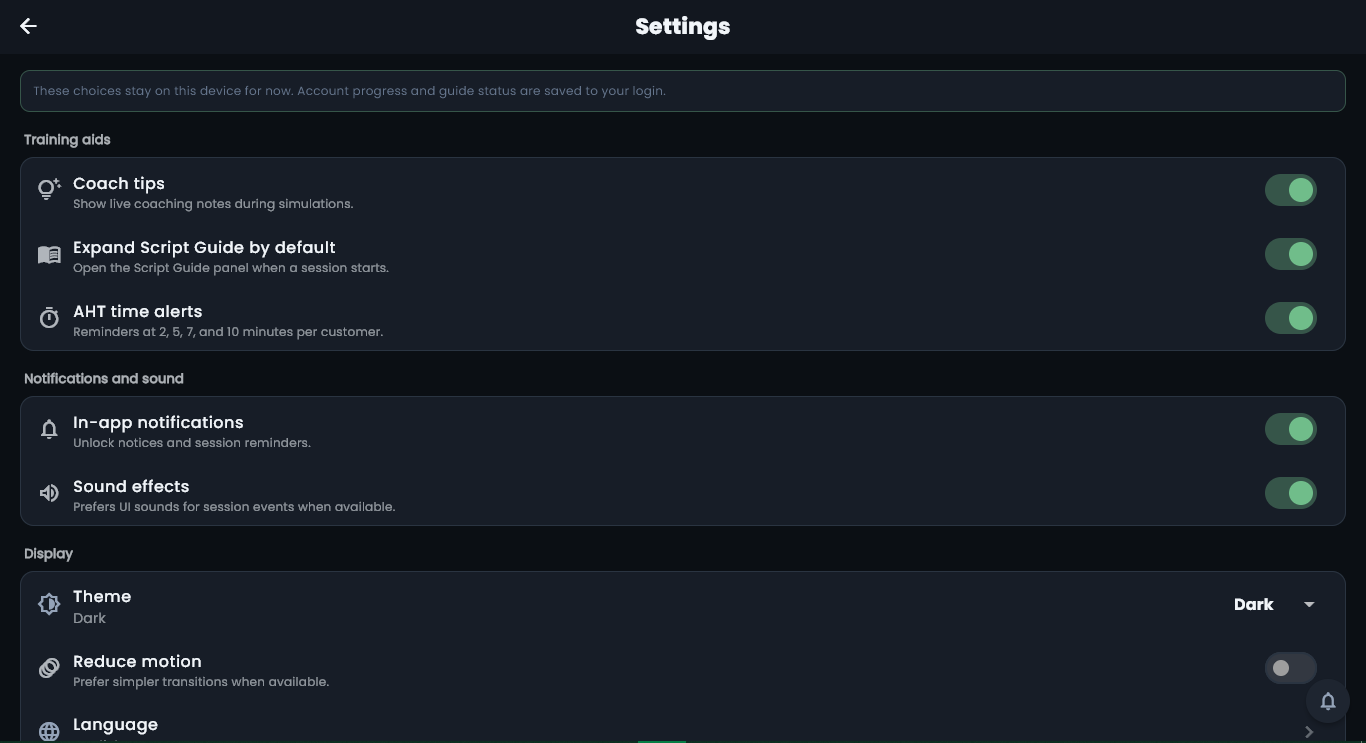 Settings
These choices stay on this device for now. Account progress and guide status are saved to your login.
Training aids
Coach tips
Show live coaching notes during simulations.
Expand Script Guide by default
Open the Script Guide panel when a session starts.
AHT time alerts
Reminders at 2, 5, 7, and 10 minutes per customer.
Notifications and sound
In-app notifications
Unlock notices and session reminders.
Sound effects
Prefers UI sounds for session events when available.
Display
Theme
Dark
Dark
Reduce motion
Prefer simpler transitions when available.
Language